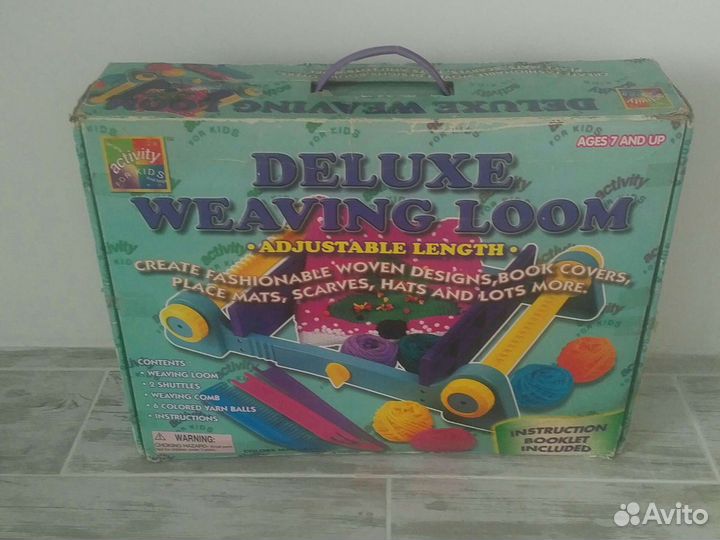 DELUXE WEAVING
LOOM
activity
FOR KIDS
AGES 7 AND UP
DELUXE
WEAVING LOOM
• ADJUSTABLE LENGTH •
CREATE FASHIONABLE WOVEN DESIGNS, BOOK COVERS,
PLACE MATS, SCARVES, HATS AND LOTS MORE.
CONTENTS
• WEAVING LOOM
• 2 SHUTTLES
• WEAVING COMB
• 6 COLORED YARN BALLS
• INSTRUCTIONS
WARNING:
CHOKING HAZARD-
INSTRUCTION
BOOKLET
INCLUDED
Avito